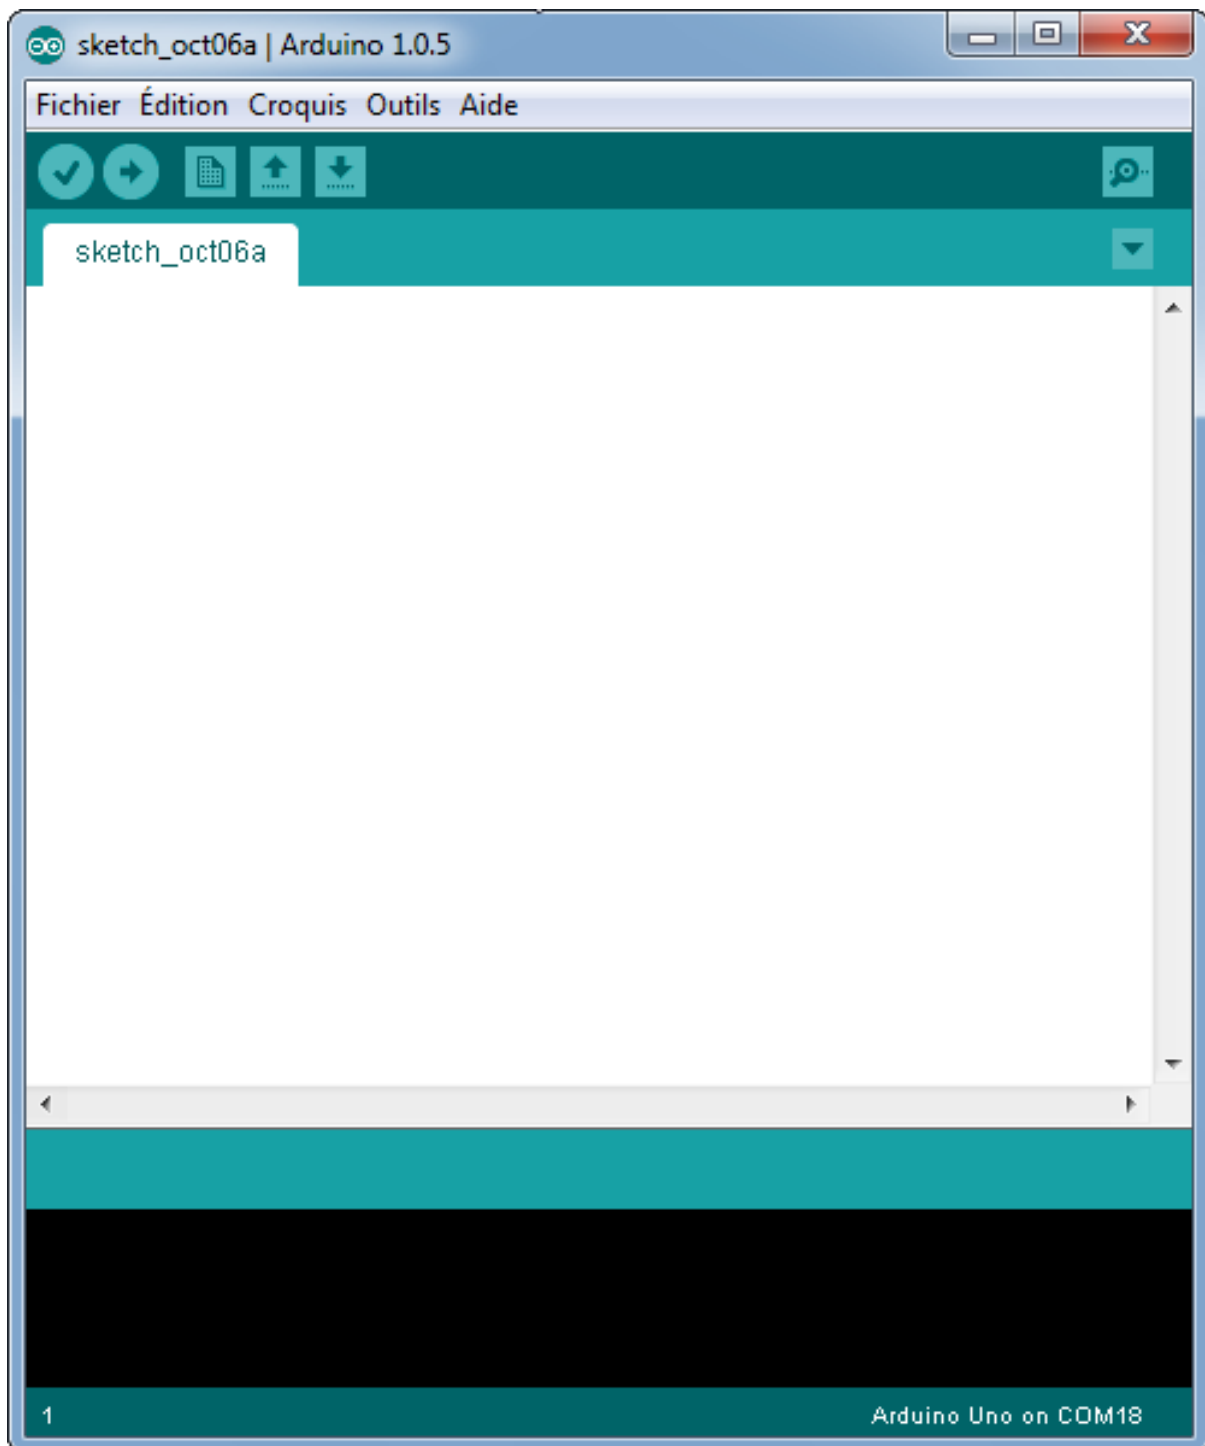 sketch_oct06a | Arduino 1.0.5
Fichier Édition Croquis Outils Aide
sketch_oct06a
1 Arduino Uno on COM18